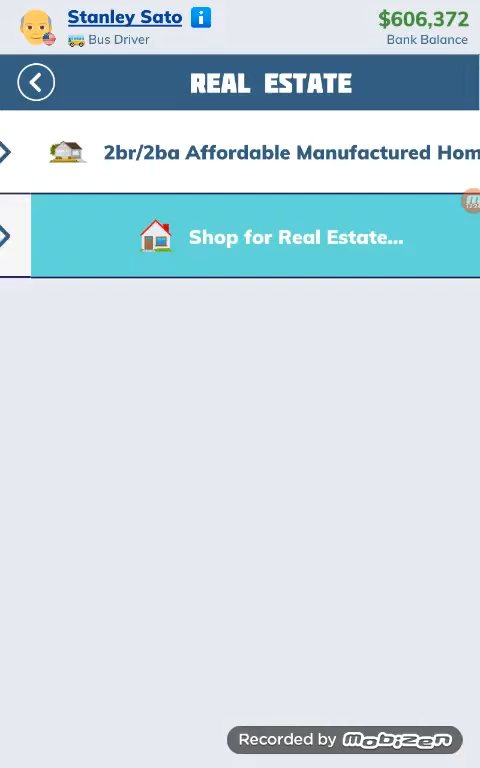 Stanley Sato i
$606,372
Bus Driver
Bank Balance
REAL ESTATE
2br/2ba Affordable Manufactured Hom
Shop for Real Estate...
Recorded by mobizen